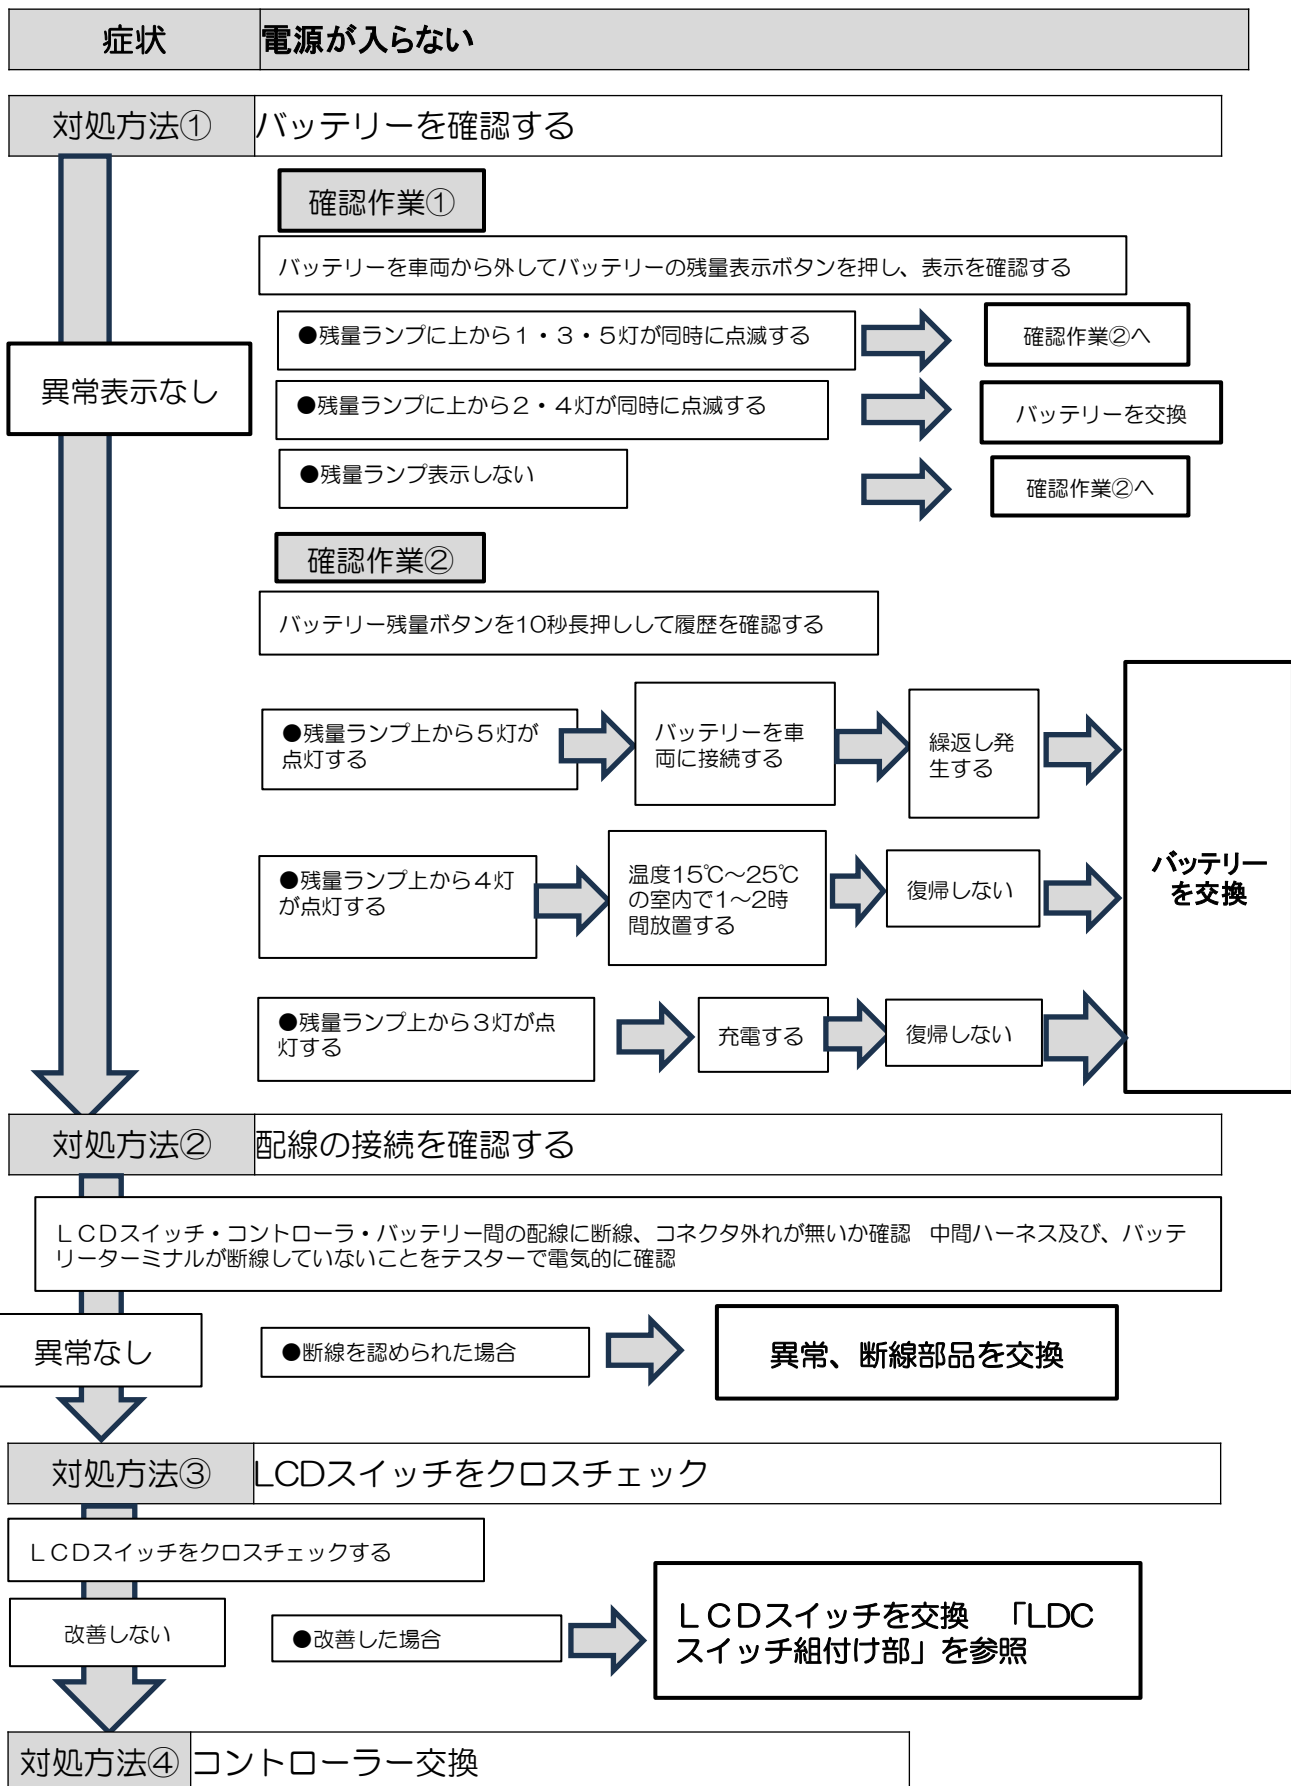 症状 電源が入らない
対処方法① バッテリーを確認する
確認作業①
バッテリーを車両から外してバッテリーの残量表示ボタンを押し、表示を確認する
●残量ランプに上から１・３・５灯が同時に点滅する
確認作業②へ
異常表示なし
●残量ランプに上から２・４灯が同時に点滅する
バッテリーを交換
●残量ランプ表示しない
確認作業②へ
確認作業②
バッテリー残量ボタンを10秒長押しして履歴を確認する
●残量ランプ上から５灯が
点灯する
バッテリーを車
両に接続する
繰返し発
生する
●残量ランプ上から４灯
が点灯する
温度15℃～25℃
の室内で1～2時
間放置する
復帰しない
バッテリー
を交換
●残量ランプ上から３灯が点
灯する
充電する
復帰しない
対処方法② 配線の接続を確認する
ＬＣＤスイッチ・コントローラ・バッテリー間の配線に断線、コネクタ外れが無いか確認　中間ハーネス及び、バッテ
リーターミナルが断線していないことをテスターで電気的に確認
異常なし
●断線を認められた場合
異常、断線部品を交換
対処方法③ LCDスイッチをクロスチェック
ＬＣＤスイッチをクロスチェックする
改善しない
●改善した場合
ＬＣＤスイッチを交換　「LDC
スイッチ組付け部」を参照
対処方法④ コントローラー交換